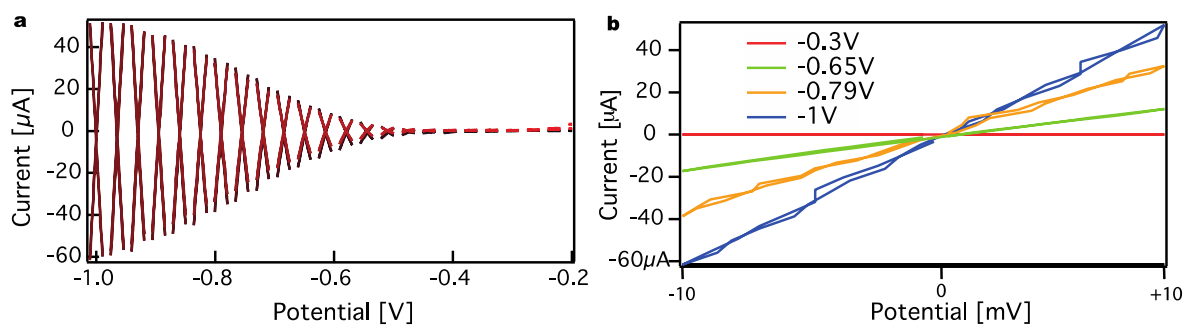 a
Current [µA]
40
20
0
-20
-40
-60
-1.0
-0.8
-0.6
-0.4
-0.2
Potential [V]
b
Current [µA]
40
20
0
-20
-40
-60µA
-0.3V
-0.65V
-0.79V
-1V
-10
0
+10
Potential [mV]